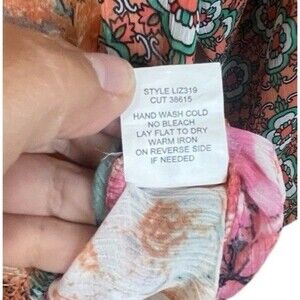 STYLE LIZ319
CUT 38615
HAND WASH COLD
NO BLEACH
LAY FLAT TO DRY
WARM IRON
ON REVERSE SIDE
IF NEEDED